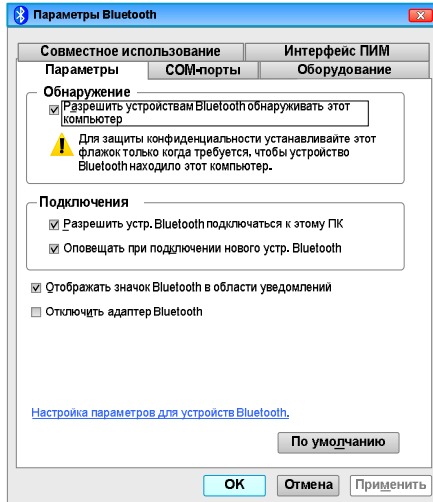 Параметры Bluetooth
Совместное использование
Интерфейс ПИМ
Параметры
COM-порты
Оборудование
Обнаружение
Разрешить устройствам Bluetooth обнаруживать этот
компьютер
Для защиты конфиденциальности устанавливайте этот
флажок только когда требуется, чтобы устройство
Bluetooth находило этот компьютер.
Подключения
Разрешить устр. Bluetooth подключаться к этому ПК
Оповещать при подключении нового устр. Bluetooth
Отображать значок Bluetooth в области уведомлений
Отключить адаптер Bluetooth
Настройка параметров для устройств Bluetooth.
По умолчанию
OK
Отмена
Применить